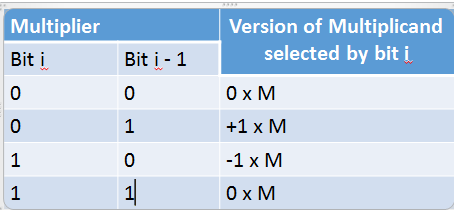 Multiplier Version of Multiplicand
selected by bit i
Bit i Bit i - 1
0 0 0 x M
0 1 +1 x M
1 0 -1 x M
1 1 0 x M